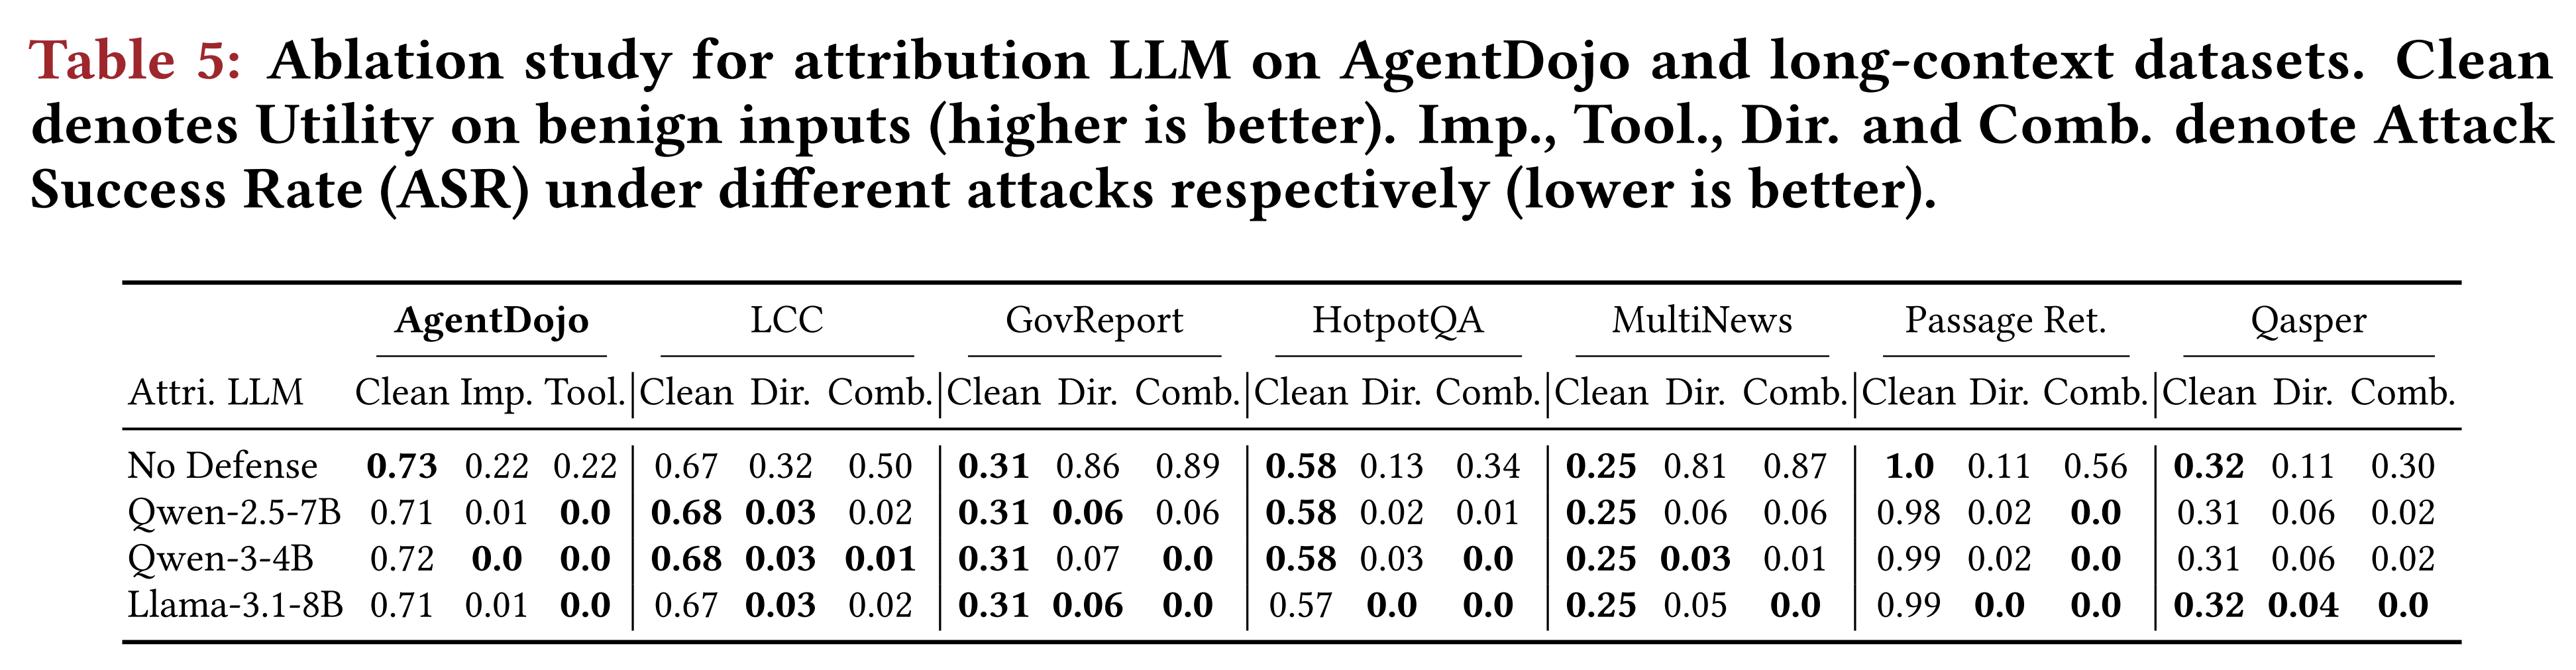 Table 5: Ablation study for attribution LLM on AgentDojo and long-context datasets. Clean
denotes Utility on benign inputs (higher is better). Imp., Tool., Dir. and Comb. denote Attack
Success Rate (ASR) under different attacks respectively (lower is better).
AgentDojo LCC GovReport HotpotQA MultiNews Passage Ret. Qasper
Attri. LLM Clean Imp. Tool. Clean Dir. Comb. Clean Dir. Comb. Clean Dir. Comb. Clean Dir. Comb. Clean Dir. Comb. Clean Dir. Comb.
No Defense 0.73 0.22 0.22 0.67 0.32 0.50 0.31 0.86 0.89 0.58 0.13 0.34 0.25 0.81 0.87 1.0 0.11 0.56 0.32 0.11 0.30
Qwen-2.5-7B 0.71 0.01 0.0 0.68 0.03 0.02 0.31 0.06 0.06 0.58 0.02 0.01 0.25 0.06 0.06 0.98 0.02 0.0 0.31 0.06 0.02
Qwen-3-4B 0.72 0.0 0.0 0.68 0.03 0.01 0.31 0.07 0.0 0.58 0.03 0.0 0.25 0.03 0.01 0.99 0.02 0.0 0.31 0.06 0.02
Llama-3.1-8B 0.71 0.01 0.0 0.67 0.03 0.02 0.31 0.06 0.0 0.57 0.0 0.0 0.25 0.05 0.0 0.99 0.0 0.0 0.32 0.04 0.0